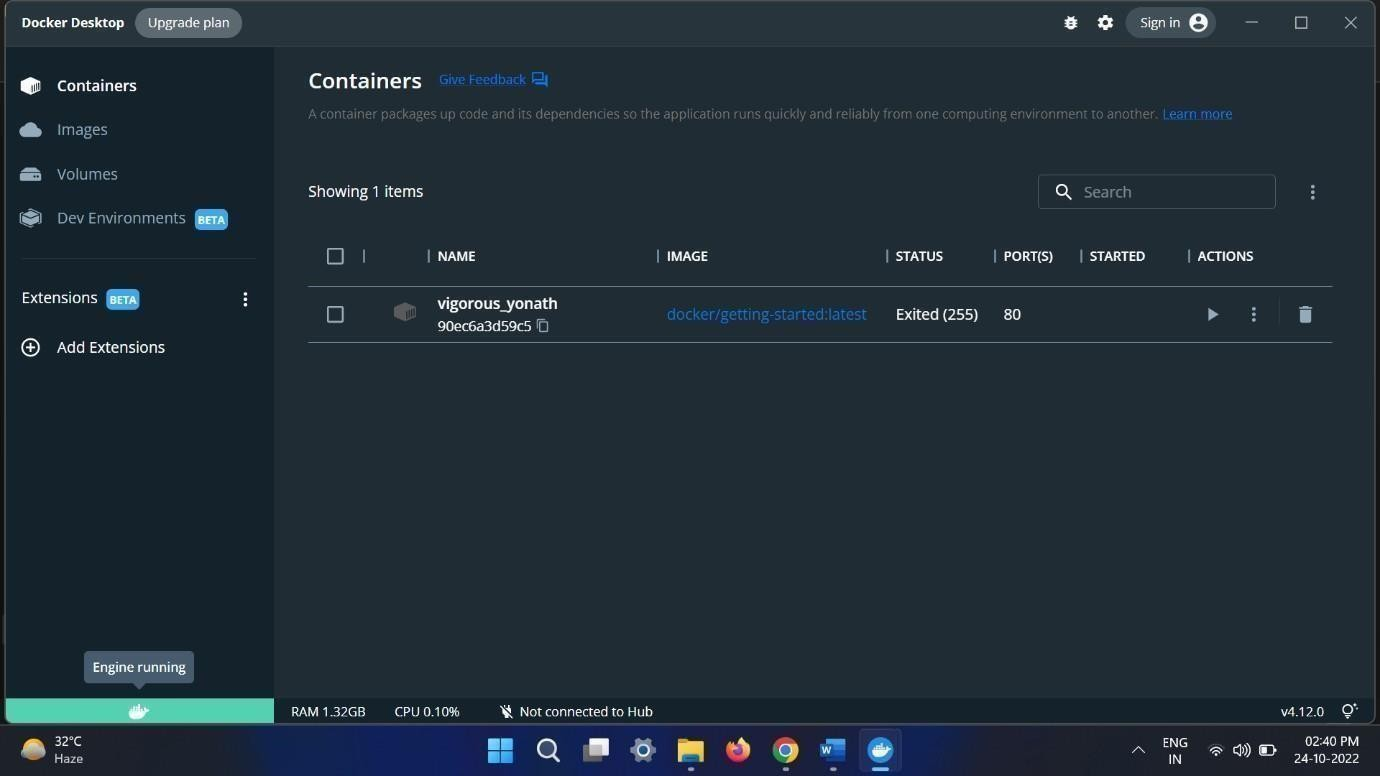 Docker Desktop Upgrade plan Sign in
Containers
Images
Volumes
Dev Environments BETA
Extensions BETA
Add Extensions
Containers Give Feedback
A container packages up code and its dependencies so the application runs quickly and reliably from one computing environment to another. Learn more
Showing 1 items
Search
NAME IMAGE STATUS PORT(S) STARTED ACTIONS
vigorous_yonath
90ec6a3d59c5
docker/getting-started:latest Exited (255) 80
Engine running
RAM 1.32GB CPU 0.10% Not connected to Hub v4.12.0
32°C
Haze
W
ENG
IN
02:40 PM
24-10-2022